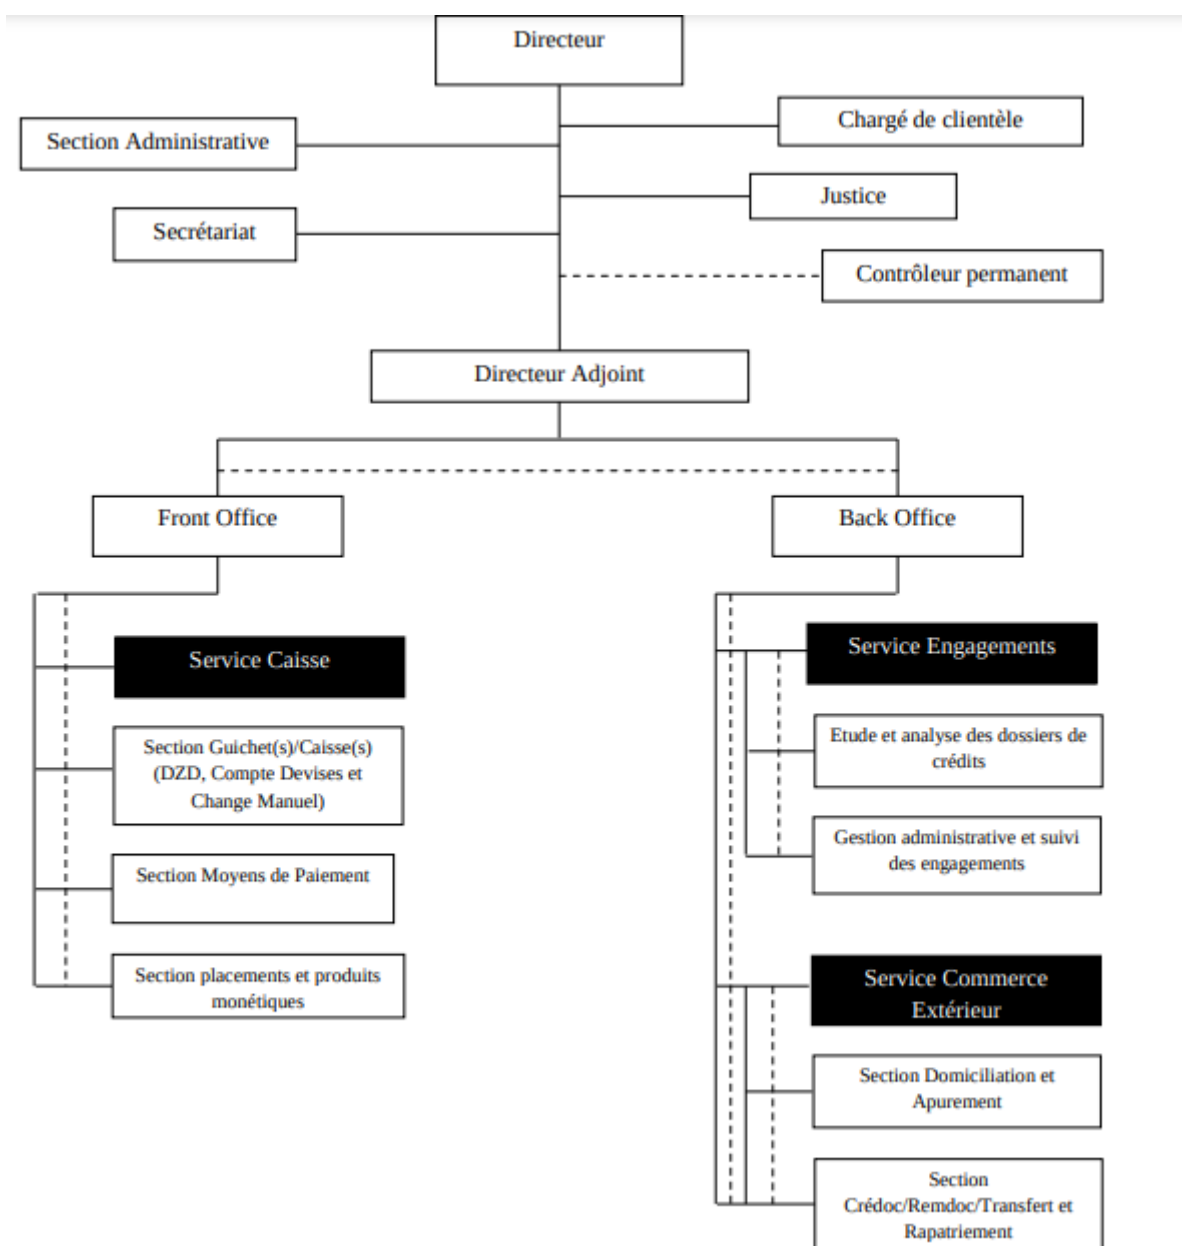 Directeur
Chargé de clientèle
Section Administrative
Justice
Secrétariat
Contrôleur permanent
Directeur Adjoint
Front Office
Back Office
Service Caisse
Section Guichet(s)/Caisse(s)
(DZD, Compte Devises et
Change Manuel)
Section Moyens de Paiement
Section placements et produits
monétiques
Service Engagements
Etude et analyse des dossiers de
crédits
Gestion administrative et suivi
des engagements
Service Commerce
Extérieur
Section Domiciliation et
Apurement
Section
Crédoc/Remdoc/Transfert et
Rapatriement